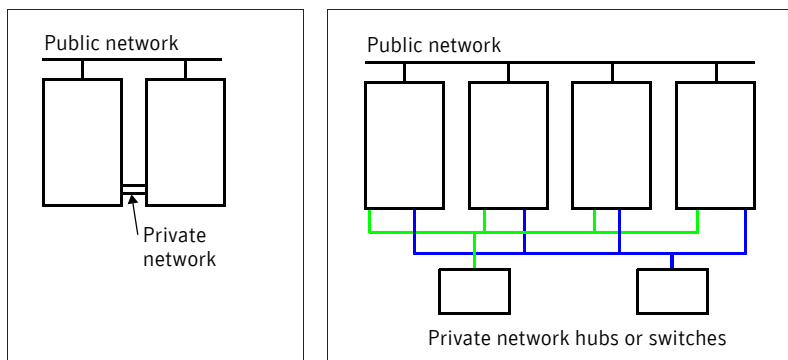 Public network
Private
network
Public network
Private network hubs or switches